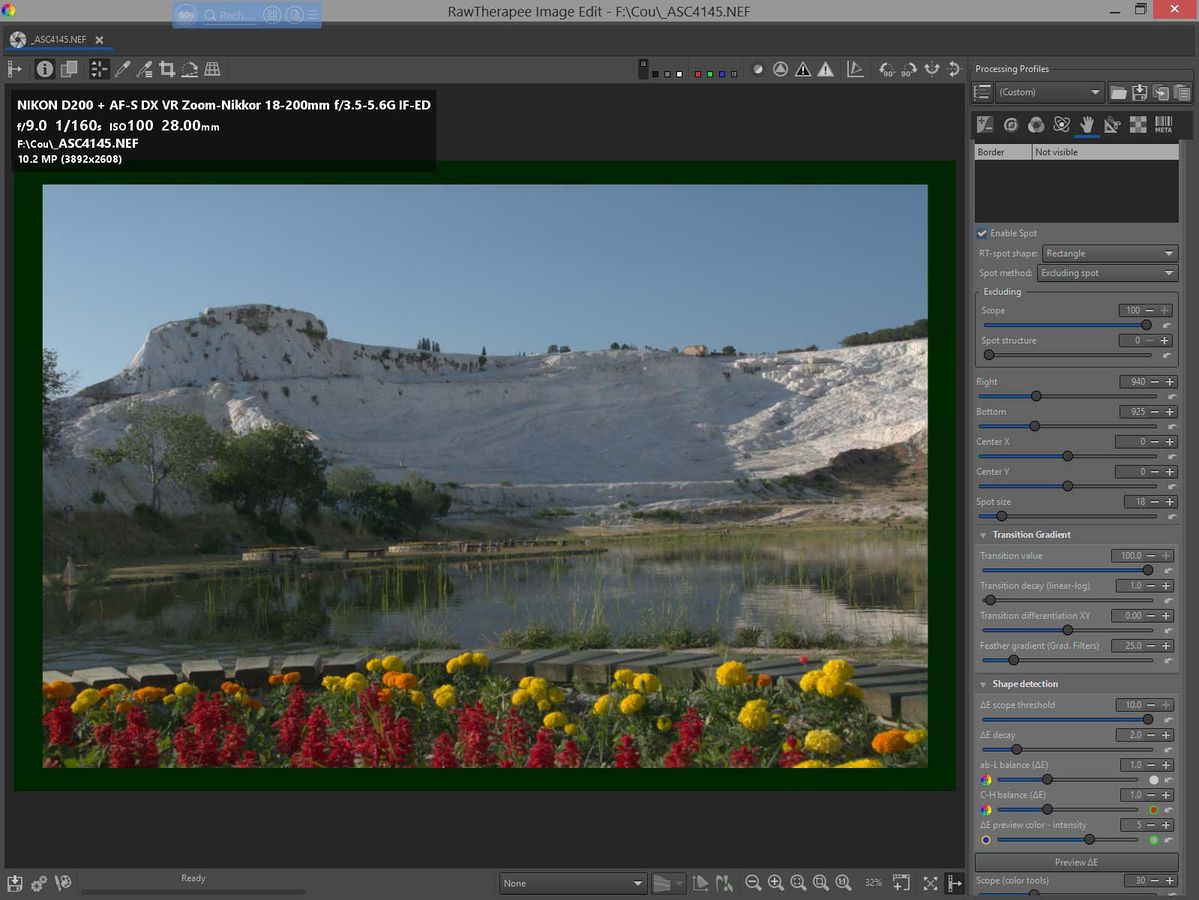 RawTherapee Image Edit - F:\Cou\_ASC4145.NEF
Rech...
_ASC4145.NEF
Processing Profiles
(Custom)
META
NIKON D200 + AF-S DX VR Zoom-Nikkor 18-200mm f/3.5-5.6G IF-ED
f/9.0 1/160s ISO100 28.00mm
F:\Cou\_ASC4145.NEF
10.2 MP (3892x2608)
Border Not visible
Enable Spot
RT-spot shape: Rectangle
Spot method: Excluding spot
Excluding
Scope 100
Spot structure 0
Right 940
Bottom 925
Center X 0
Center Y 0
Spot size 18
Transition Gradient
Transition value 100.0
Transition decay (linear-log) 1.0
Transition differentiation XY 0.00
Feather gradient (Grad. Filters) 25.0
Shape detection
ΔE scope threshold 10.0
ΔE decay 2.0
ab-L balance (ΔE) 1.0
C-H balance (ΔE) 1.0
ΔE preview color - intensity 5
Preview ΔE
Scope (color tools) 30
Ready
None
32%